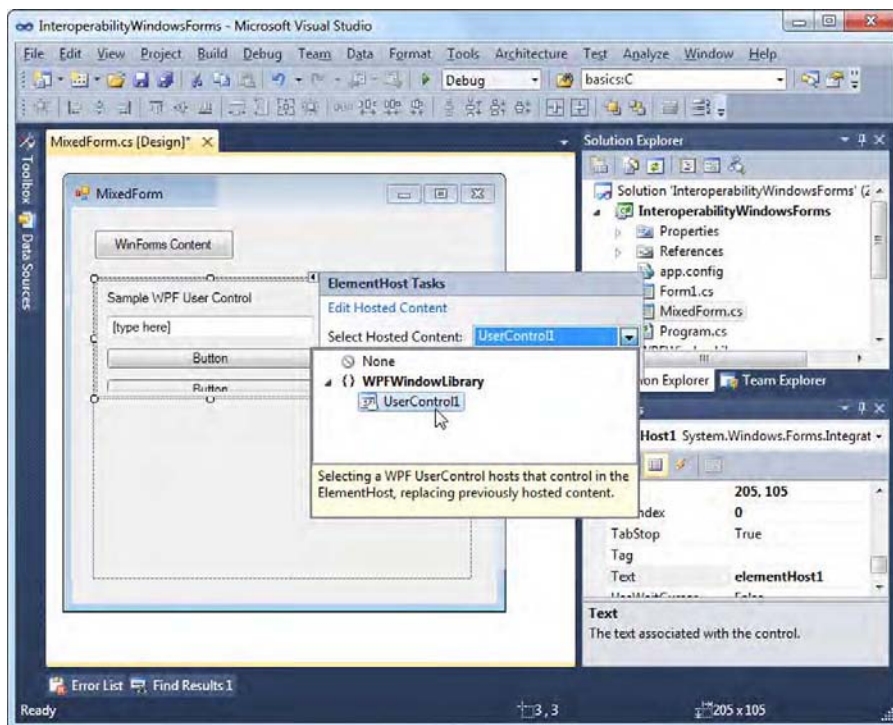 InteroperabilityWindowsForms - Microsoft Visual Studio
File Edit View Project Build Debug Team Data Format Tools Architecture Test Analyze Window Help
Debug
basics:C
Toolbox
Data Sources
MixedForm.cs [Design]*
MixedForm
WinForms Content
Sample WPF User Control
[type here]
Button
Button
ElementHost Tasks
Edit Hosted Content
Select Hosted Content: UserControl1
None
{} WPFWindowLibrary
UserControl1
Selecting a WPF UserControl hosts that control in the
ElementHost, replacing previously hosted content.
Solution Explorer
Solution 'InteroperabilityWindowsForms' (2
InteroperabilityWindowsForms
Properties
References
app.config
Form1.cs
MixedForm.cs
Program.cs
on Explorer
Team Explorer
Host1 System.Windows.Forms.Integrat
205, 105
ndex 0
TabStop True
Tag
Text elementHost1
Text
The text associated with the control.
Error List
Find Results 1
Ready
3 , 3
205 x 105